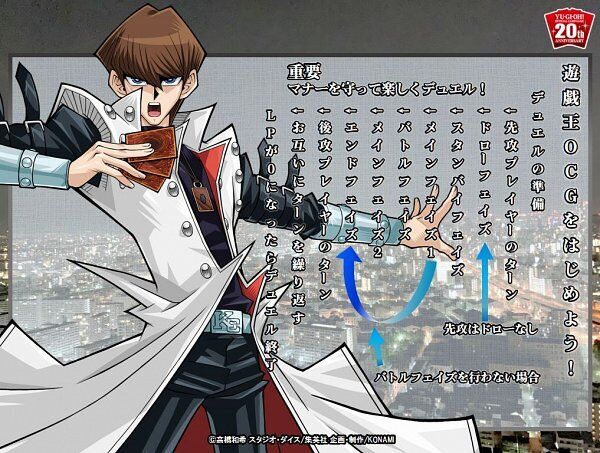 YU-GI-OH!
20th
ANNIVERSARY
遊戯王OCGをはじめよう！
デュエルの準備
↓先攻プレイヤーのターン
↓ドローフェイズ
↓スタンバイフェイズ
↓メインフェイズ1
↓バトルフェイズ
↓メインフェイズ2
↓エンドフェイズ
↓後攻プレイヤーのターン
↓お互いにターンを繰り返す
LPが0になったらデュエル終了
重要
マナーを守って楽しくデュエル！
先攻はドローなし
バトルフェイズを行わない場合
KC
©高橋和希 スタジオ・ダイス/集英社 企画・制作/KONAMI